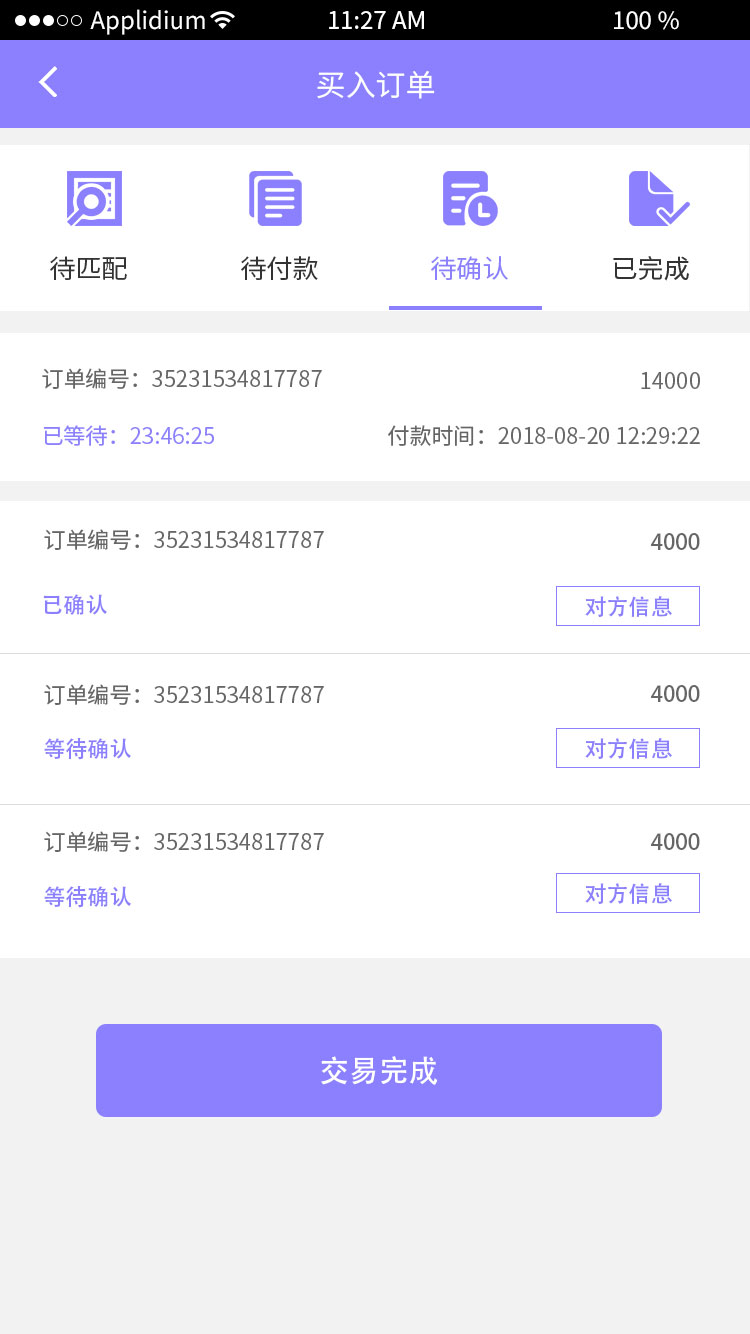 Applidium 11:27 AM 100 %
买入订单
待匹配 待付款 待确认 已完成
订单编号：35231534817787 14000
已等待：23:46:25 付款时间：2018-08-20 12:29:22
订单编号：35231534817787 4000
已确认 对方信息
订单编号：35231534817787 4000
等待确认 对方信息
订单编号：35231534817787 4000
等待确认 对方信息
交易完成